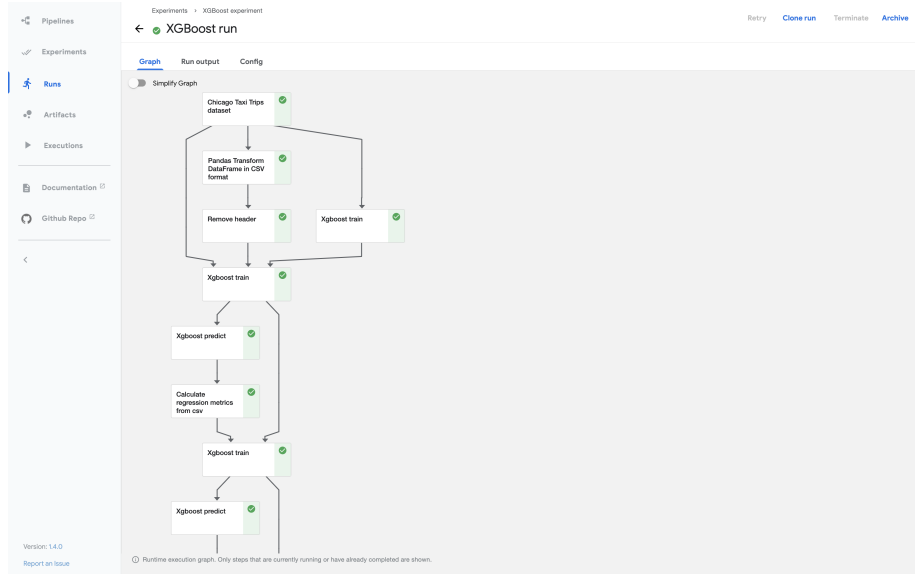 Experiments › XGBoost experiment
XGBoost run
Retry
Clone run
Terminate
Archive
Pipelines
Experiments
Runs
Artifacts
Executions
Documentation
Github Repo
Version: 1.4.0
Report an Issue
Graph
Run output
Config
Simplify Graph
Chicago Taxi Trips
dataset
Pandas Transform
DataFrame in CSV
format
Remove header
Xgboost train
Xgboost train
Xgboost predict
Calculate
regression metrics
from csv
Xgboost train
Xgboost predict
Runtime execution graph. Only steps that are currently running or have already completed are shown.